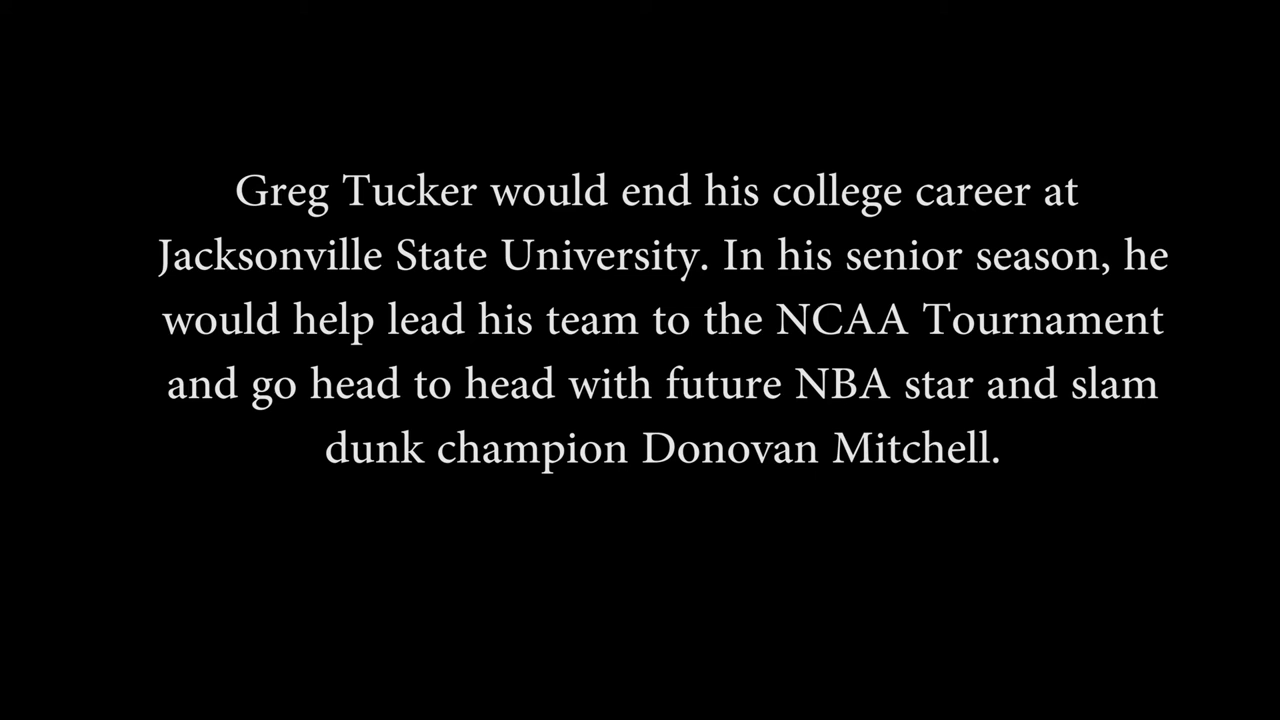 Greg Tucker would end his college career at
Jacksonville State University. In his senior season, he
would help lead his team to the NCAA Tournament
and go head to head with future NBA star and slam
dunk champion Donovan Mitchell.